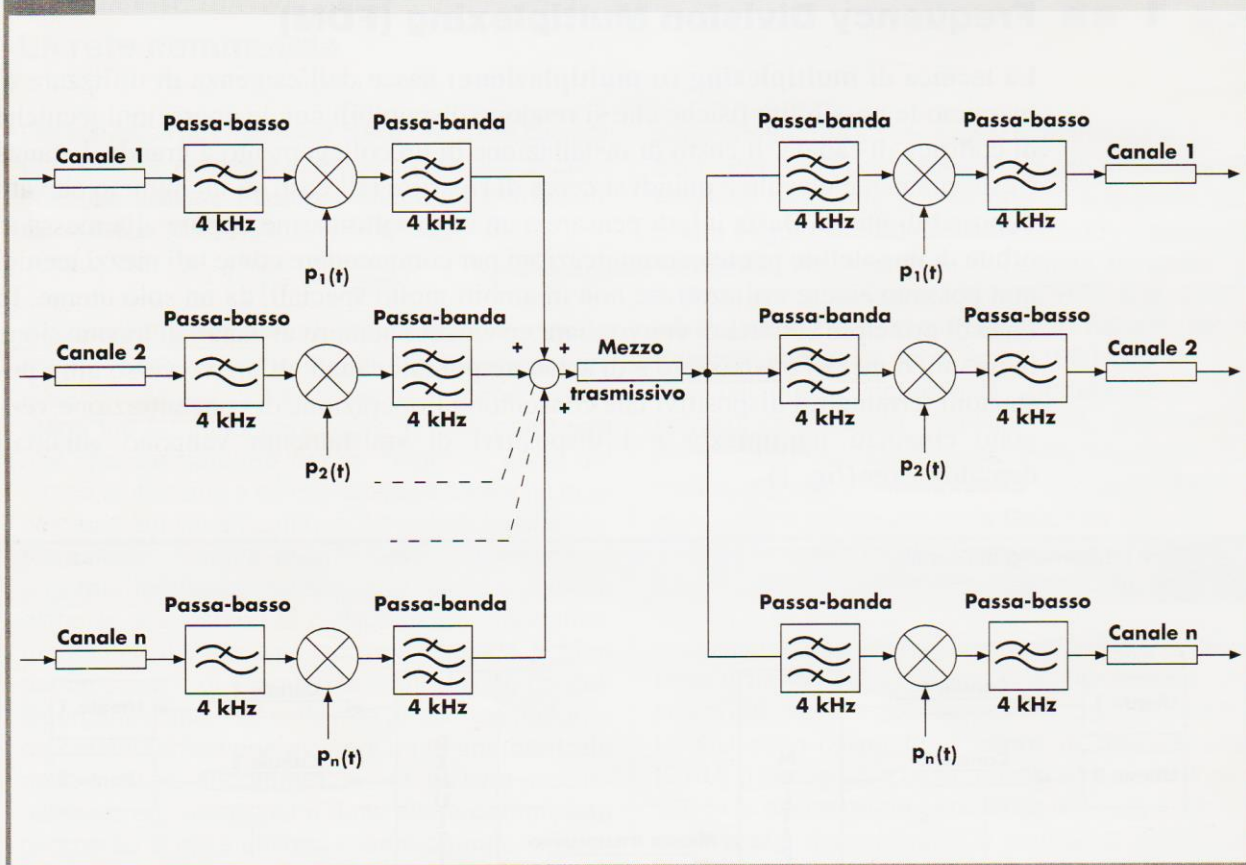 Passa-basso Passa-banda Passa-banda Passa-basso
Canale 1 Canale 1
4 kHz 4 kHz 4 kHz 4 kHz
p1(t) p1(t)
Passa-basso Passa-banda Passa-banda Passa-basso
Canale 2 + + Mezzo Canale 2
trasmissivo
+
4 kHz 4 kHz 4 kHz 4 kHz
p2(t) p2(t)
Passa-basso Passa-banda Passa-banda Passa-basso
Canale n Canale n
4 kHz 4 kHz 4 kHz 4 kHz
pn(t) pn(t)